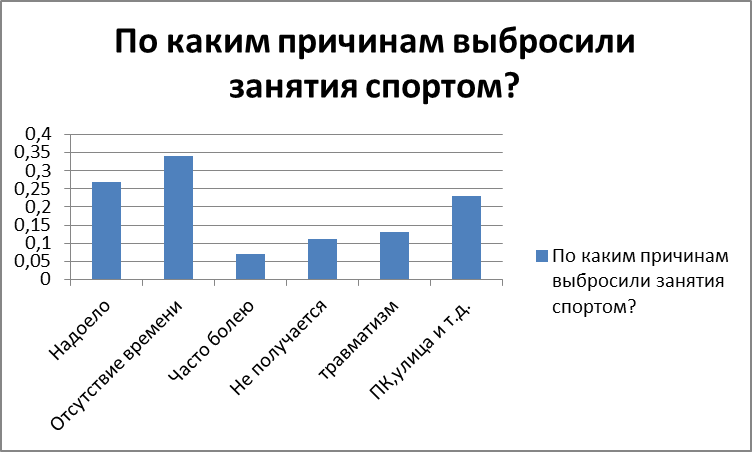 По каким причинам выбросили
занятия спортом?
0,4
0,35
0,3
0,25
0,2
0,15
0,1
0,05
0
Надоело
Отсутствие времени
Часто болею
Не получается
травматизм
ПК,улица и т.д.
По каким причинам
выбросили занятия
спортом?